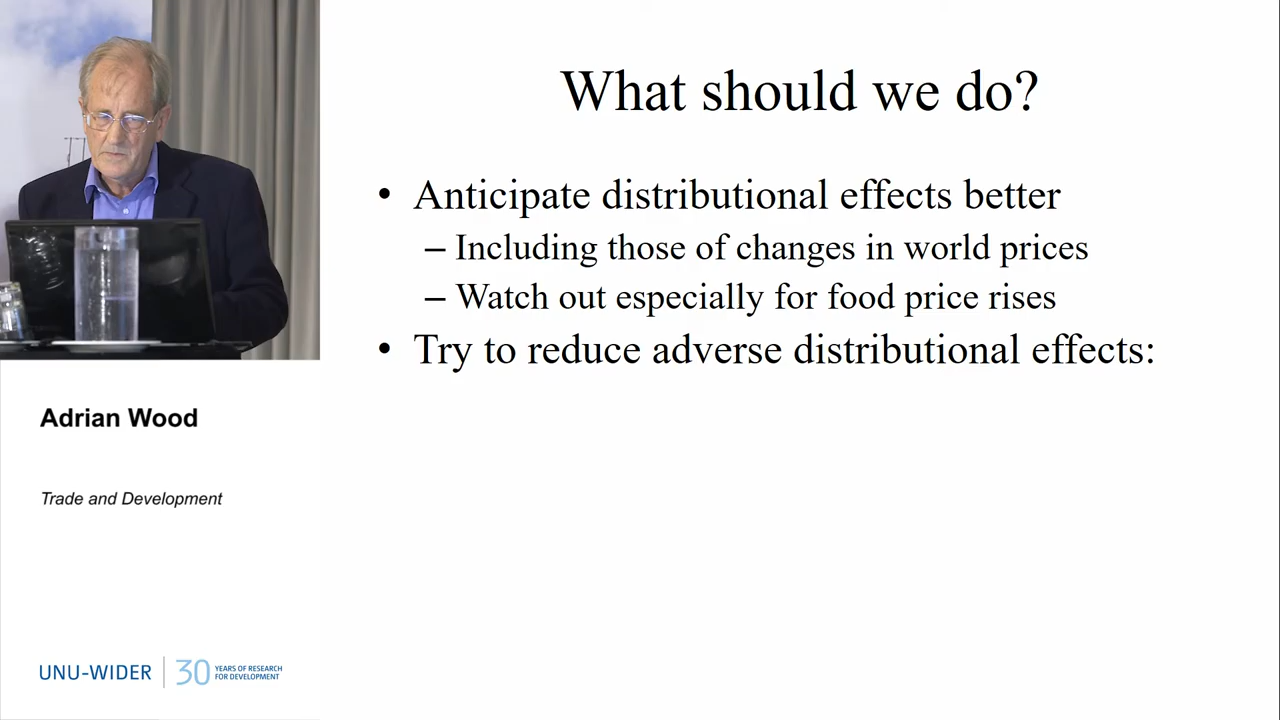 What should we do?
• Anticipate distributional effects better
– Including those of changes in world prices
– Watch out especially for food price rises
• Try to reduce adverse distributional effects:
Adrian Wood
Trade and Development
UNU-WIDER
30 YEARS OF RESEARCH
FOR DEVELOPMENT